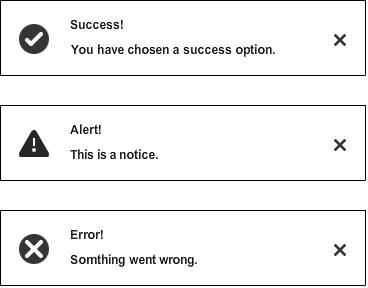 Success!
You have chosen a success option.
Alert!
This is a notice.
Error!
Somthing went wrong.